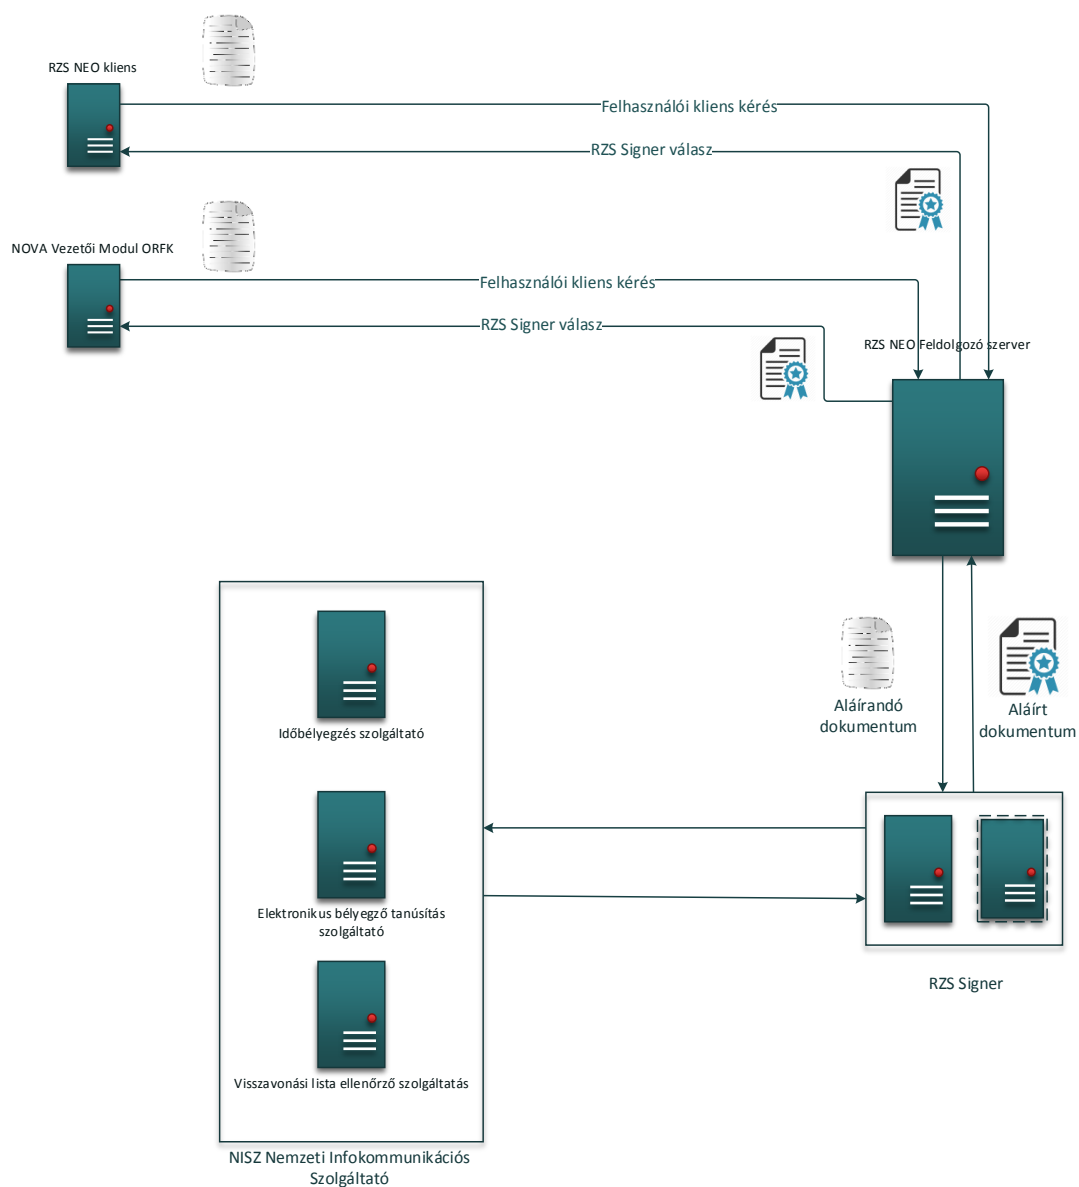 RZS NEO kliens
Felhasználói kliens kérés
RZS Signer válasz
NOVA Vezetői Modul ORFK
Felhasználói kliens kérés
RZS Signer válasz
RZS NEO Feldolgozó szerver
Aláírandó
dokumentum
Aláírt
dokumentum
Időbélyegzés szolgáltató
Elektronikus bélyegző tanúsítás
szolgáltató
RZS Signer
Visszavonási lista ellenőrző szolgáltatás
NISZ Nemzeti Infokommunikációs
Szolgáltató